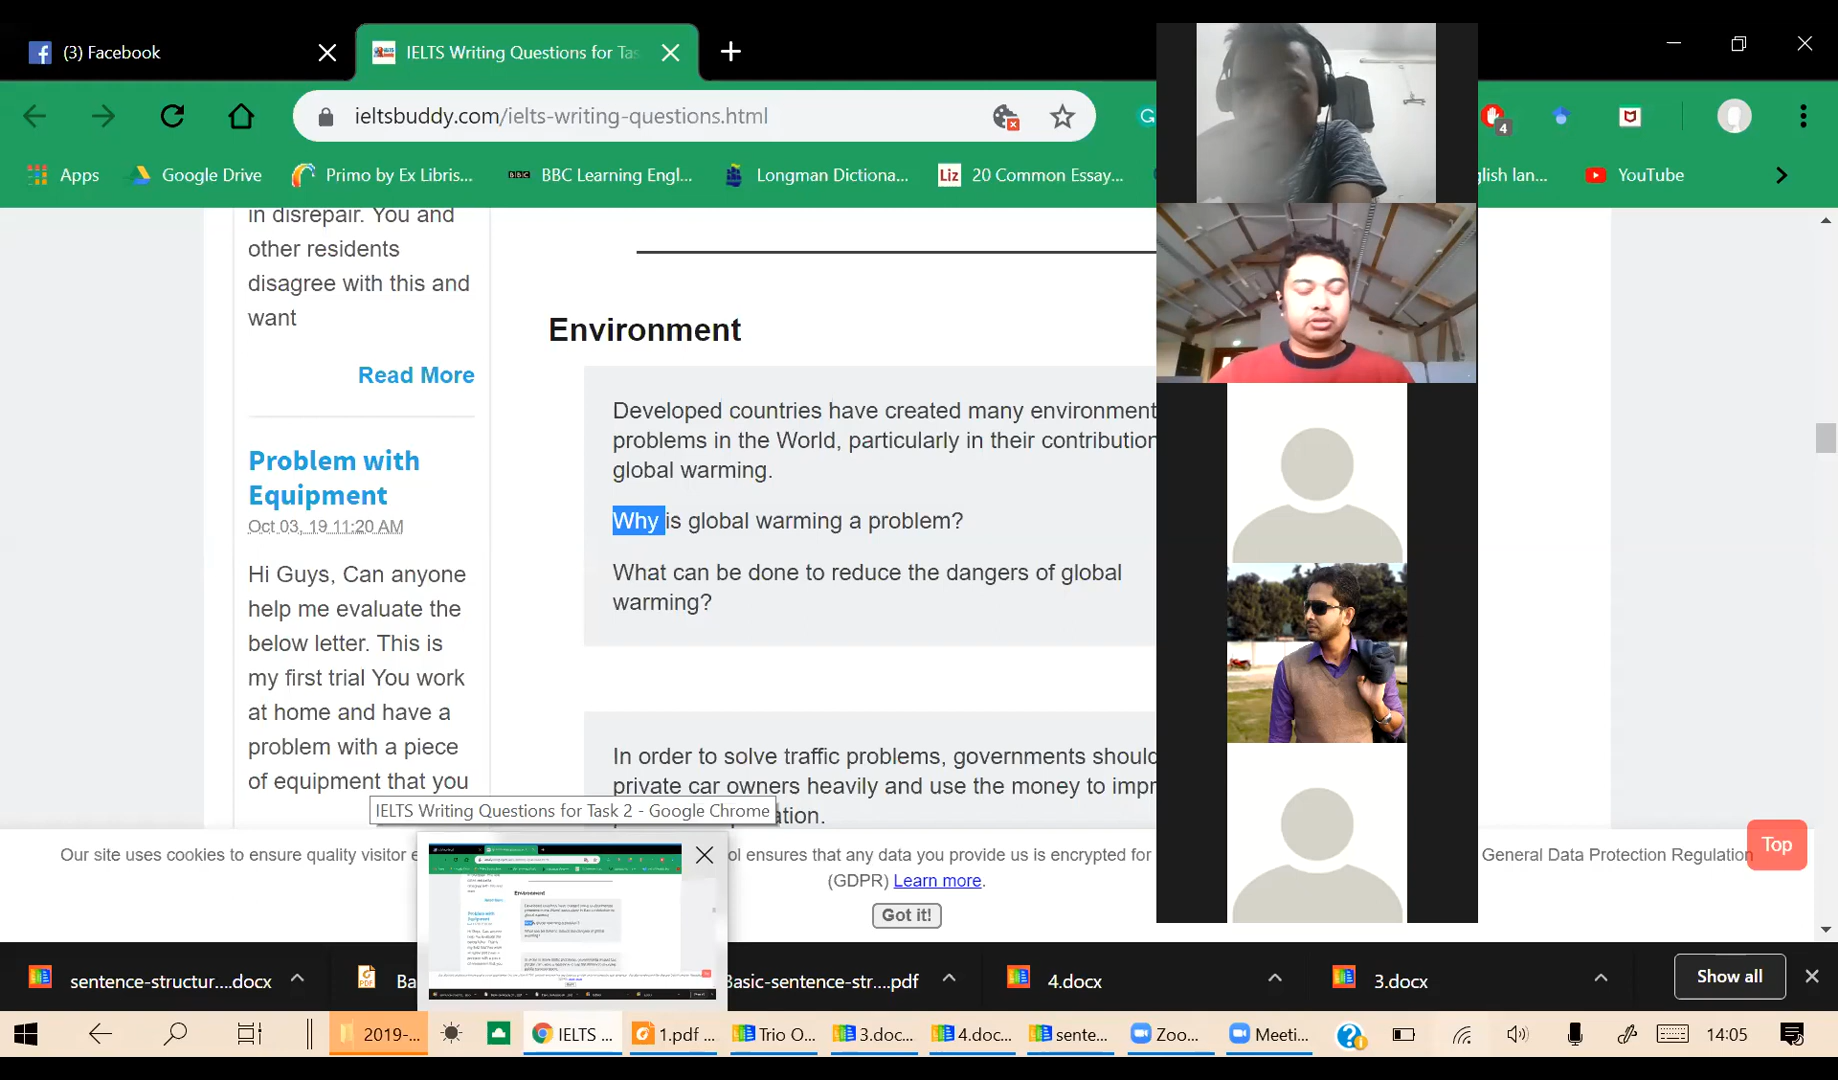 (3) Facebook
IELTS Writing Questions for Tas
ieltsbuddy.com/ielts-writing-questions.html
4
Apps
Google Drive
Primo by Ex Libris...
BBC
BBC Learning Engl...
Longman Dictiona...
Liz
20 Common Essay...
glish lan...
YouTube
in disrepair. You and
other residents
disagree with this and
want
Read More
Problem with
Equipment
Oct 03, 19 11:20 AM
Hi Guys, Can anyone
help me evaluate the
below letter. This is
my first trial You work
at home and have a
problem with a piece
of equipment that you
Environment
Developed countries have created many environment
problems in the World, particularly in their contribution
global warming.
Why is global warming a problem?
What can be done to reduce the dangers of global
warming?
In order to solve traffic problems, governments should
private car owners heavily and use the money to impr
ation.
IELTS Writing Questions for Task 2 - Google Chrome
Our site uses cookies to ensure quality visitor e
ol ensures that any data you provide us is encrypted for
General Data Protection Regulation
(GDPR) Learn more.
Got it!
Top
Environment
sentence-structur....docx
PDF
Ba
Basic-sentence-str....pdf
4.docx
3.docx
Show all
2019-...
IELTS ...
1.pdf ...
Trio O...
3.doc...
4.doc...
sente...
Zoo...
Meeti...
14:05